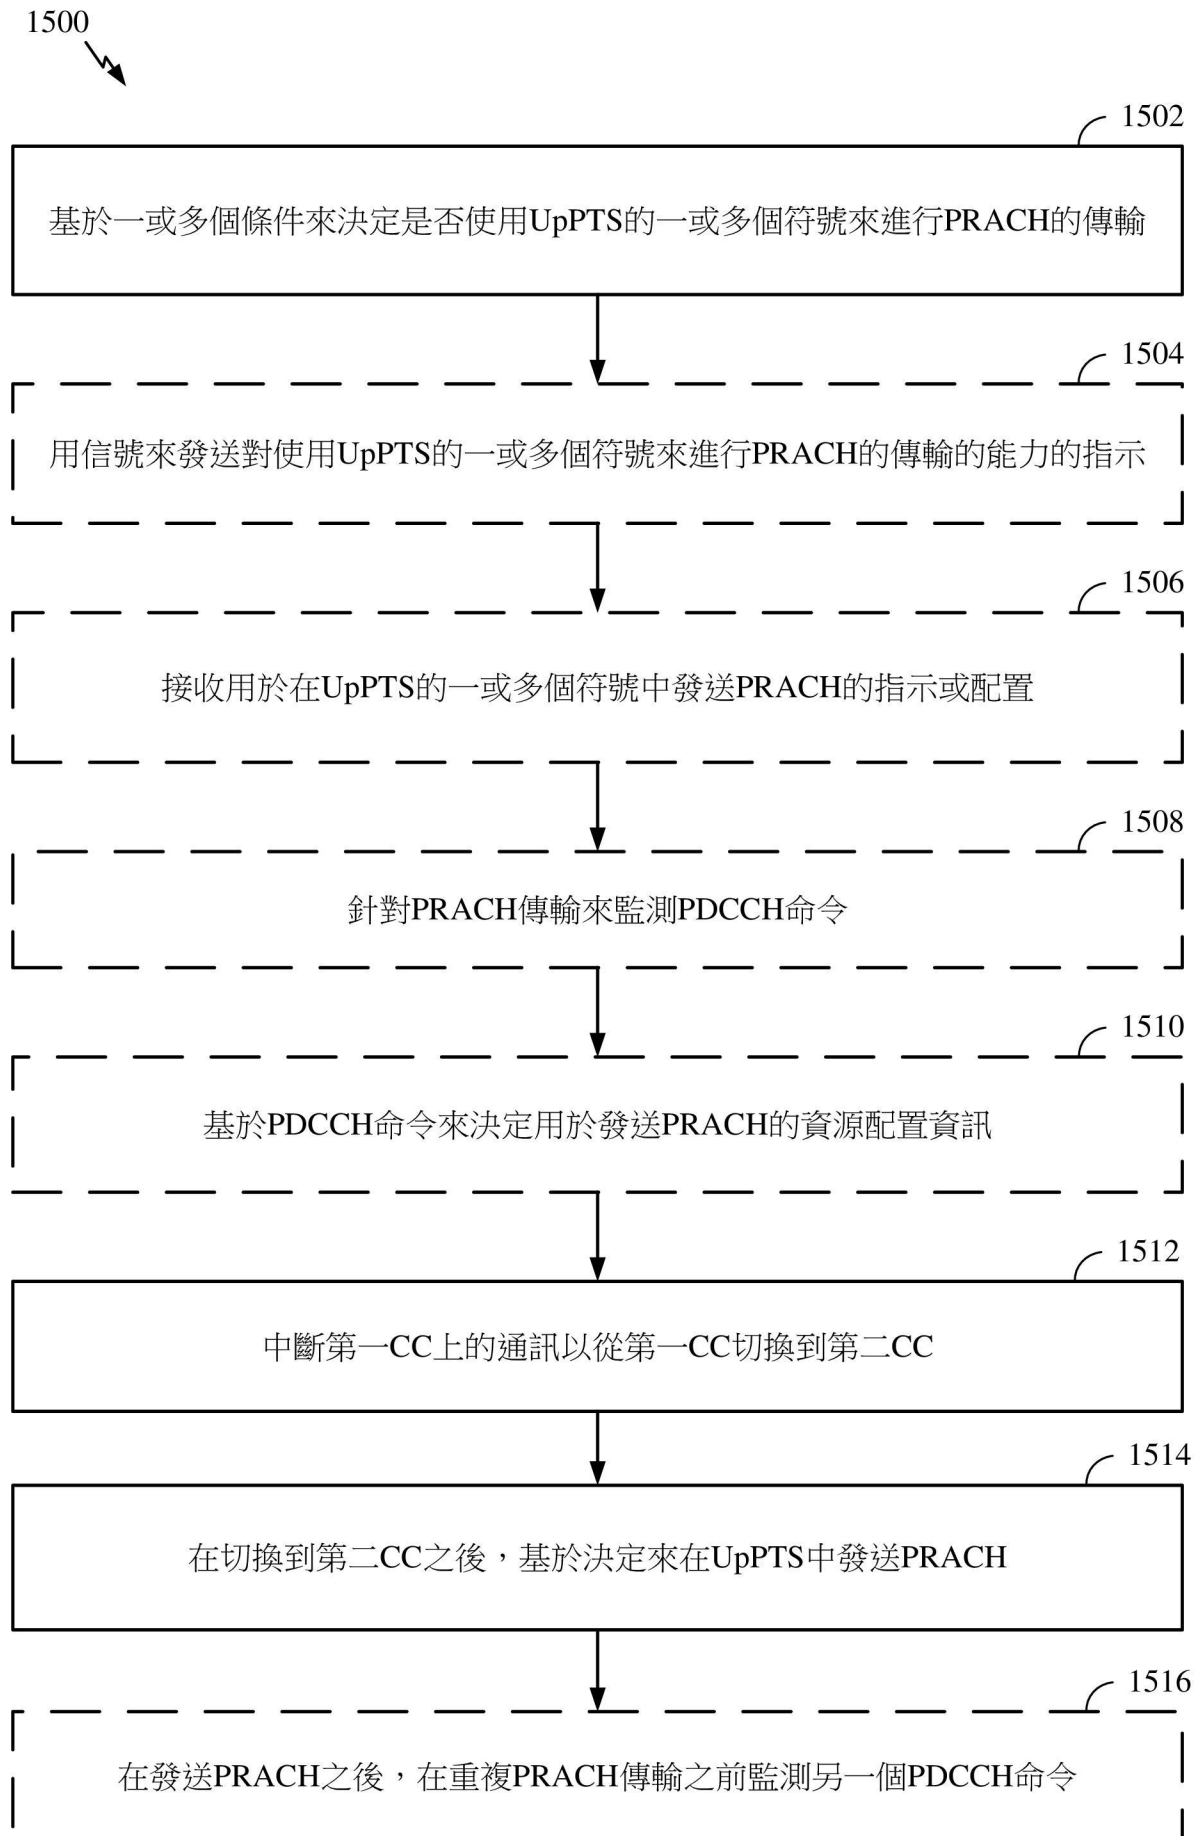 1500
1502
基於一或多個條件來決定是否使用UpPTS的一或多個符號來進行PRACH的傳輸
1504
用信號來發送對使用UpPTS的一或多個符號來進行PRACH的傳輸的能力的指示
1506
接收用於在UpPTS的一或多個符號中發送PRACH的指示或配置
1508
針對PRACH傳輸來監測PDCCH命令
1510
基於PDCCH命令來決定用於發送PRACH的資源配置資訊
1512
中斷第一CC上的通訊以從第一CC切換到第二CC
1514
在切換到第二CC之後，基於決定來在UpPTS中發送PRACH
1516
在發送PRACH之後，在重複PRACH傳輸之前監測另一個PDCCH命令